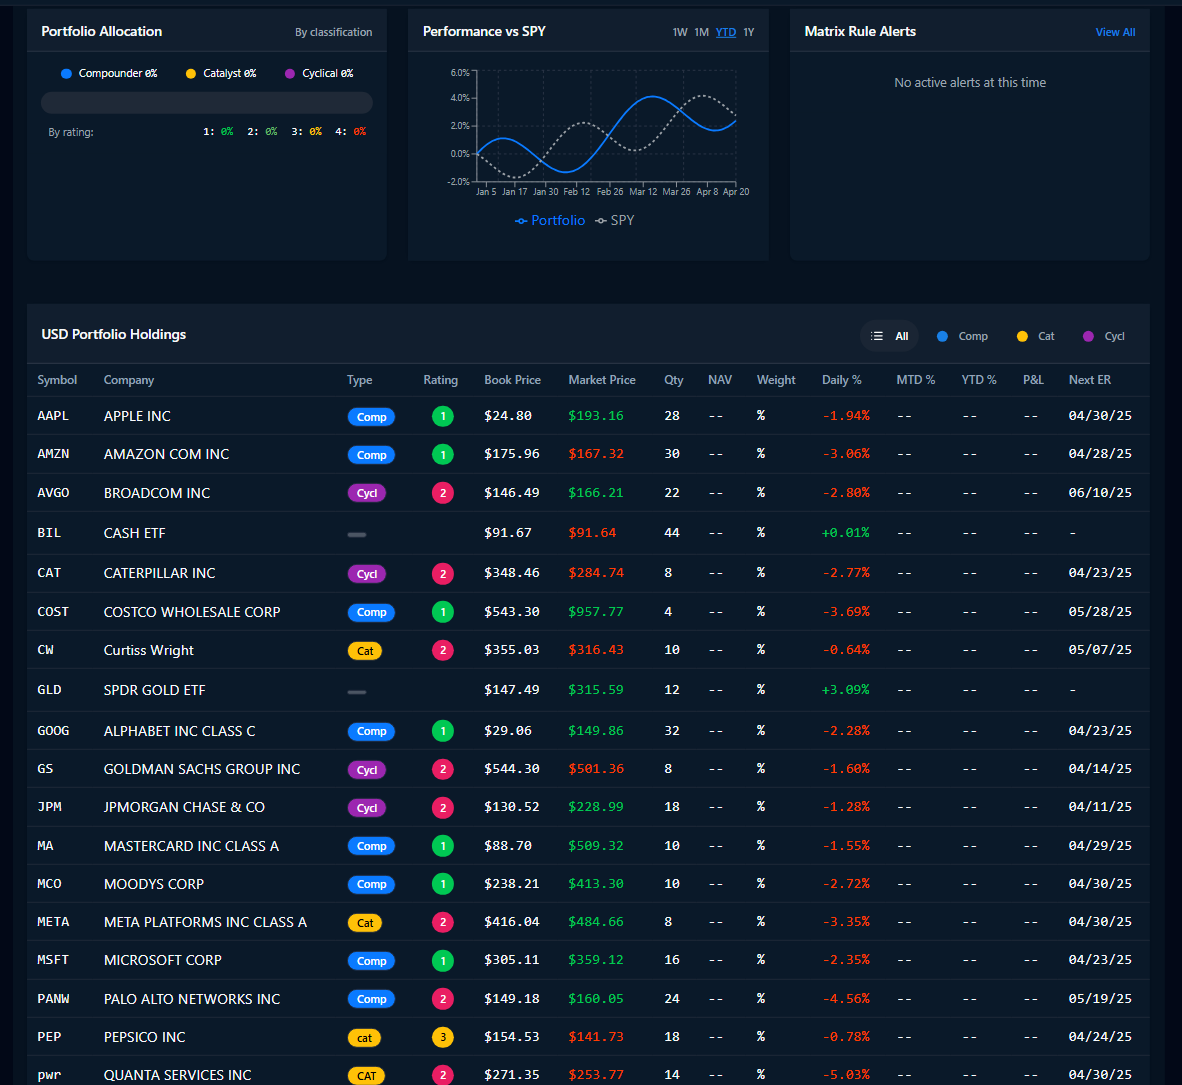 Portfolio Allocation By classification
Compounder 0% Catalyst 0% Cyclical 0%
By rating: 1: 0% 2: 0% 3: 0% 4: 0%
Performance vs SPY 1W 1M YTD 1Y
6.0%
4.0%
2.0%
0.0%
-2.0%
Jan 5 Jan 17 Jan 30 Feb 12 Feb 26 Mar 12 Mar 26 Apr 8 Apr 20
Portfolio SPY
Matrix Rule Alerts View All
No active alerts at this time
USD Portfolio Holdings All Comp Cat Cycl
Symbol Company Type Rating Book Price Market Price Qty NAV Weight Daily % MTD % YTD % P&L Next ER
AAPL APPLE INC Comp 1 $24.80 $193.16 28 -- % -1.94% -- -- -- 04/30/25
AMZN AMAZON COM INC Comp 1 $175.96 $167.32 30 -- % -3.06% -- -- -- 04/28/25
AVGO BROADCOM INC Cycl 2 $146.49 $166.21 22 -- % -2.80% -- -- -- 06/10/25
BIL CASH ETF $91.67 $91.64 44 -- % +0.01% -- -- -- -
CAT CATERPILLAR INC Cycl 2 $348.46 $284.74 8 -- % -2.77% -- -- -- 04/23/25
COST COSTCO WHOLESALE CORP Comp 1 $543.30 $957.77 4 -- % -3.69% -- -- -- 05/28/25
CW Curtiss Wright Cat 2 $355.03 $316.43 10 -- % -0.64% -- -- -- 05/07/25
GLD SPDR GOLD ETF $147.49 $315.59 12 -- % +3.09% -- -- -- -
GOOG ALPHABET INC CLASS C Comp 1 $29.06 $149.86 32 -- % -2.28% -- -- -- 04/23/25
GS GOLDMAN SACHS GROUP INC Cycl 2 $544.30 $501.36 8 -- % -1.60% -- -- -- 04/14/25
JPM JPMORGAN CHASE & CO Cycl 2 $130.52 $228.99 18 -- % -1.28% -- -- -- 04/11/25
MA MASTERCARD INC CLASS A Comp 1 $88.70 $509.32 10 -- % -1.55% -- -- -- 04/29/25
MCO MOODYS CORP Comp 1 $238.21 $413.30 10 -- % -2.72% -- -- -- 04/30/25
META META PLATFORMS INC CLASS A Cat 2 $416.04 $484.66 8 -- % -3.35% -- -- -- 04/30/25
MSFT MICROSOFT CORP Comp 1 $305.11 $359.12 16 -- % -2.35% -- -- -- 04/23/25
PANW PALO ALTO NETWORKS INC Comp 2 $149.18 $160.05 24 -- % -4.56% -- -- -- 05/19/25
PEP PEPSICO INC cat 3 $154.53 $141.73 18 -- % -0.78% -- -- -- 04/24/25
pwr QUANTA SERVICES INC CAT 2 $271.35 $253.77 14 -- % -5.03% -- -- -- 04/30/25